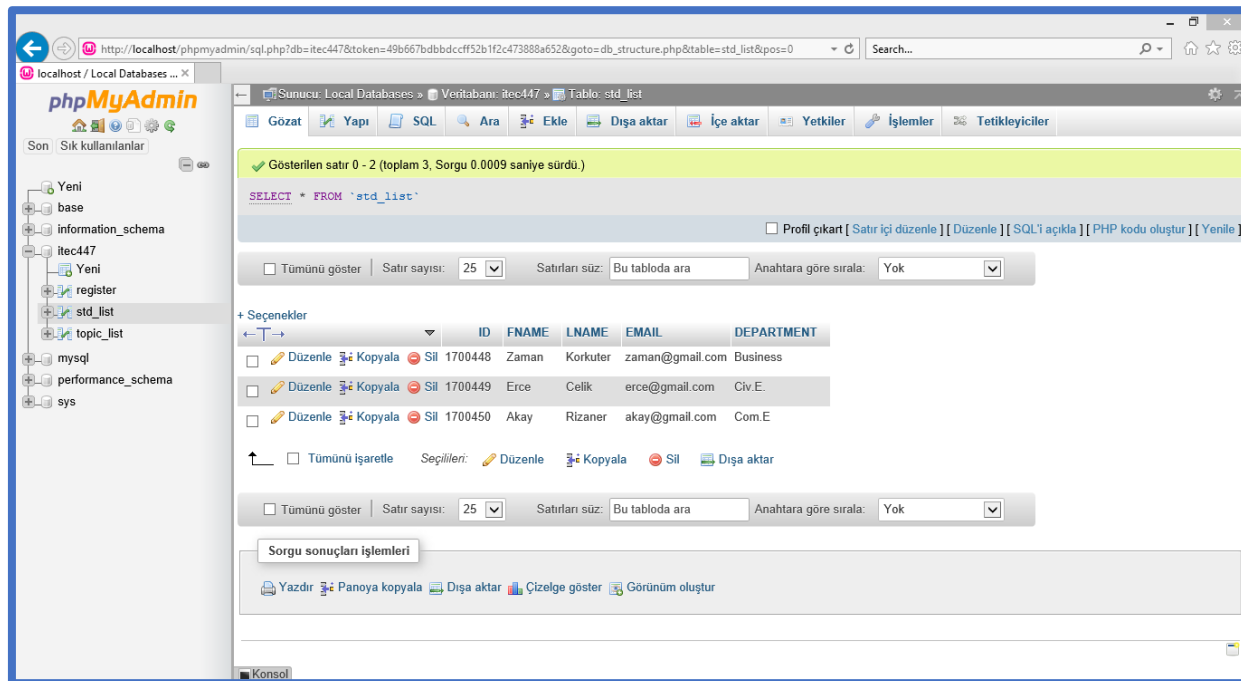 http://localhost/phpmyadmin/sql.php?db=itec447&token=49b667bdbbdccff52b1f2c473888a652&goto=db_structure.php&table=std_list&pos=0 Search...
localhost / Local Databases ... ×
phpMyAdmin
Son Sık kullanılanlar
Yeni
base
information_schema
itec447
Yeni
register
std_list
topic_list
mysql
performance_schema
sys
Sunucu: Local Databases » Veritabanı: itec447 » Tablo: std_list
Gözat Yapı SQL Ara Ekle Dışa aktar İçe aktar Yetkiler İşlemler Tetikleyiciler
Gösterilen satır 0 - 2 (toplam 3, Sorgu 0.0009 saniye sürdü.)
SELECT * FROM `std_list`
Profil çıkart [ Satır içi düzenle ] [ Düzenle ] [ SQL'i açıkla ] [ PHP kodu oluştur ] [ Yenile ]
Tümünü göster Satır sayısı: 25 Satırları süz: Bu tabloda ara Anahtara göre sırala: Yok
+ Seçenekler
←T→ ID FNAME LNAME EMAIL DEPARTMENT
Düzenle Kopyala Sil 1700448 Zaman Korkuter zaman@gmail.com Business
Düzenle Kopyala Sil 1700449 Erce Celik erce@gmail.com Civ.E.
Düzenle Kopyala Sil 1700450 Akay Rizaner akay@gmail.com Com.E
Tümünü işaretle Seçilileri: Düzenle Kopyala Sil Dışa aktar
Tümünü göster Satır sayısı: 25 Satırları süz: Bu tabloda ara Anahtara göre sırala: Yok
Sorgu sonuçları işlemleri
Yazdır Panoya kopyala Dışa aktar Çizelge göster Görünüm oluştur
Konsol